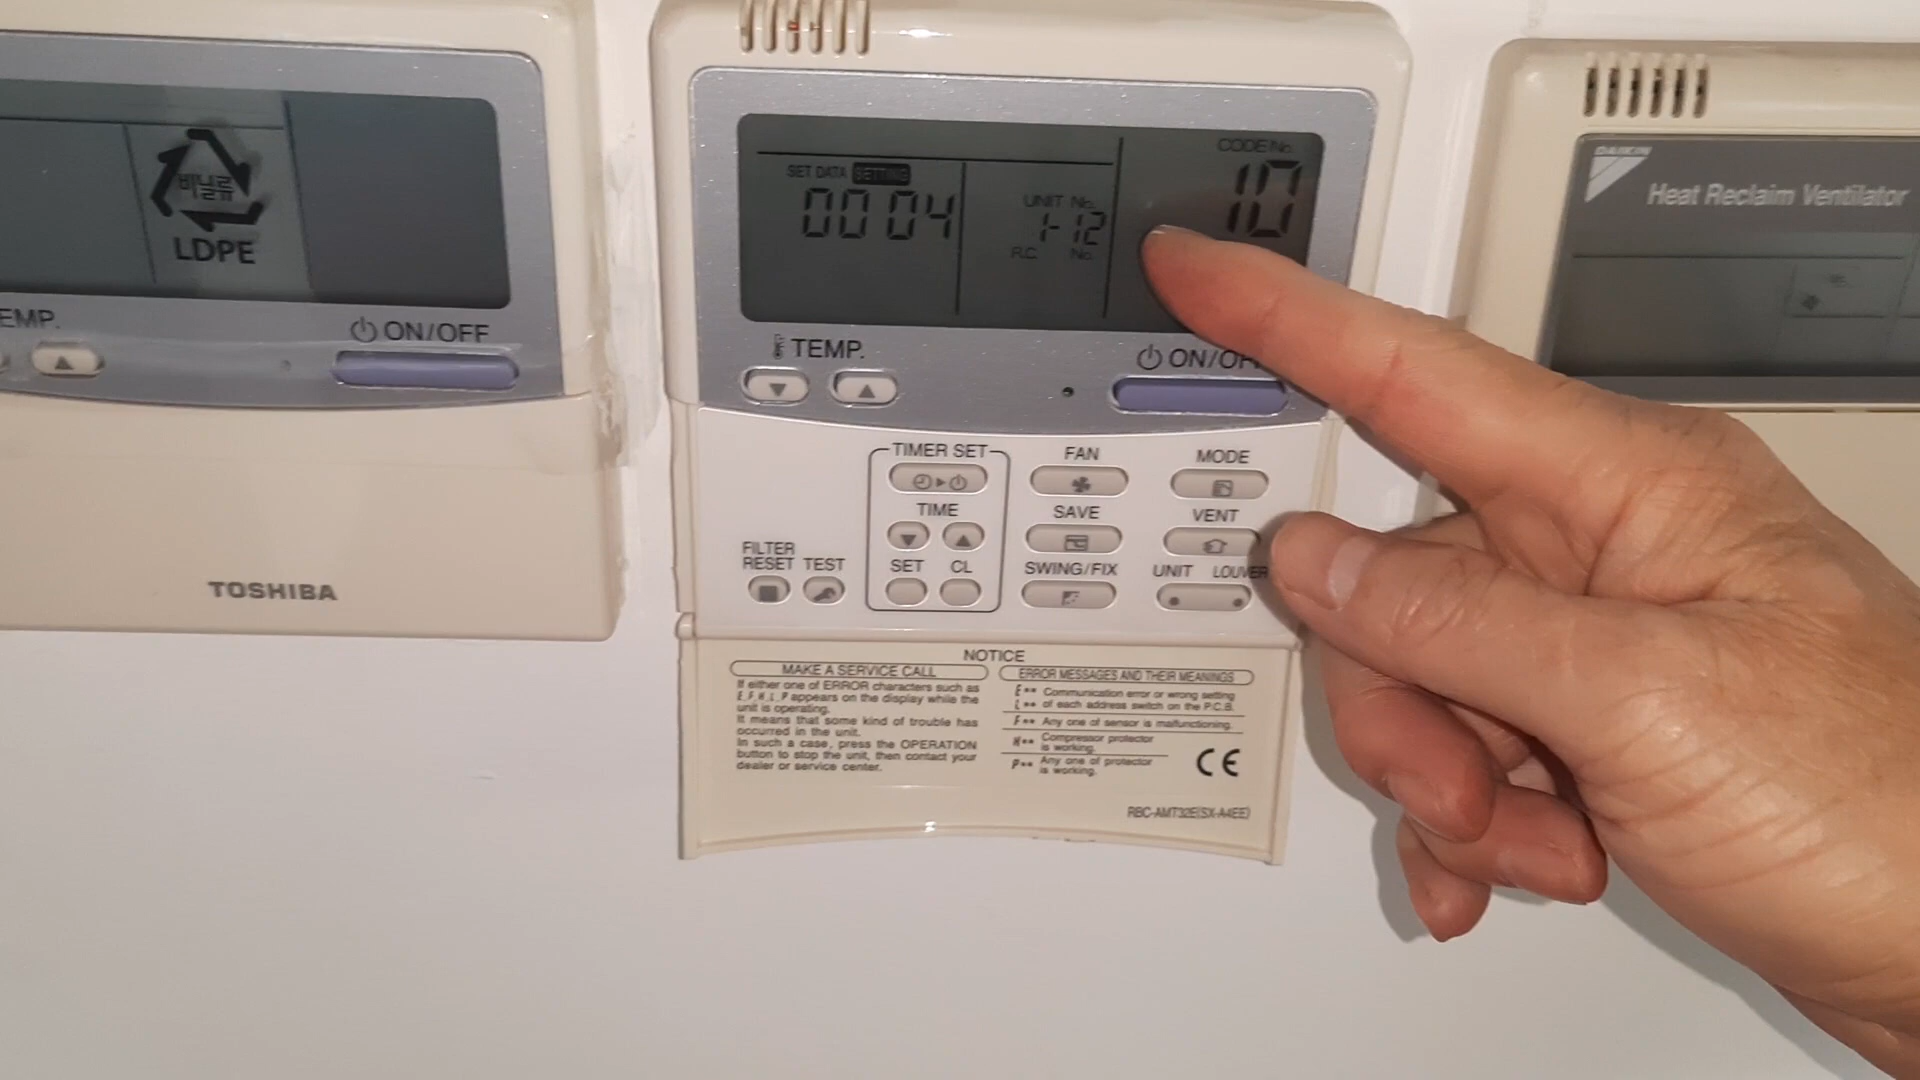 비닐류
LDPE
TEMP.
ON/OFF
TOSHIBA
SET DATA SETTING
00 04
UNIT No.
1-12
R.C. No.
CODE No.
10
TEMP.
ON/OFF
TIMER SET
TIME
SET CL
FILTER
RESET TEST
FAN
SAVE
SWING/FIX
MODE
VENT
UNIT LOUVER
NOTICE
MAKE A SERVICE CALL
If either one of ERROR characters such as
E,F,H,L,P appears on the display while the
unit is operating.
It means that some kind of trouble has
occurred in the unit.
In such a case, press the OPERATION
button to stop the unit, then contact your
dealer or service center.
ERROR MESSAGES AND THEIR MEANINGS
E** Communication error or wrong setting
L** of each address switch on the P.C.B.
F** Any one of sensor is malfunctioning.
H** Compressor protector
is working.
P** Any one of protector
is working.
CE
RBC-AMT32E(SX-A4EE)
DAIKIN
Heat Reclaim Ventilator